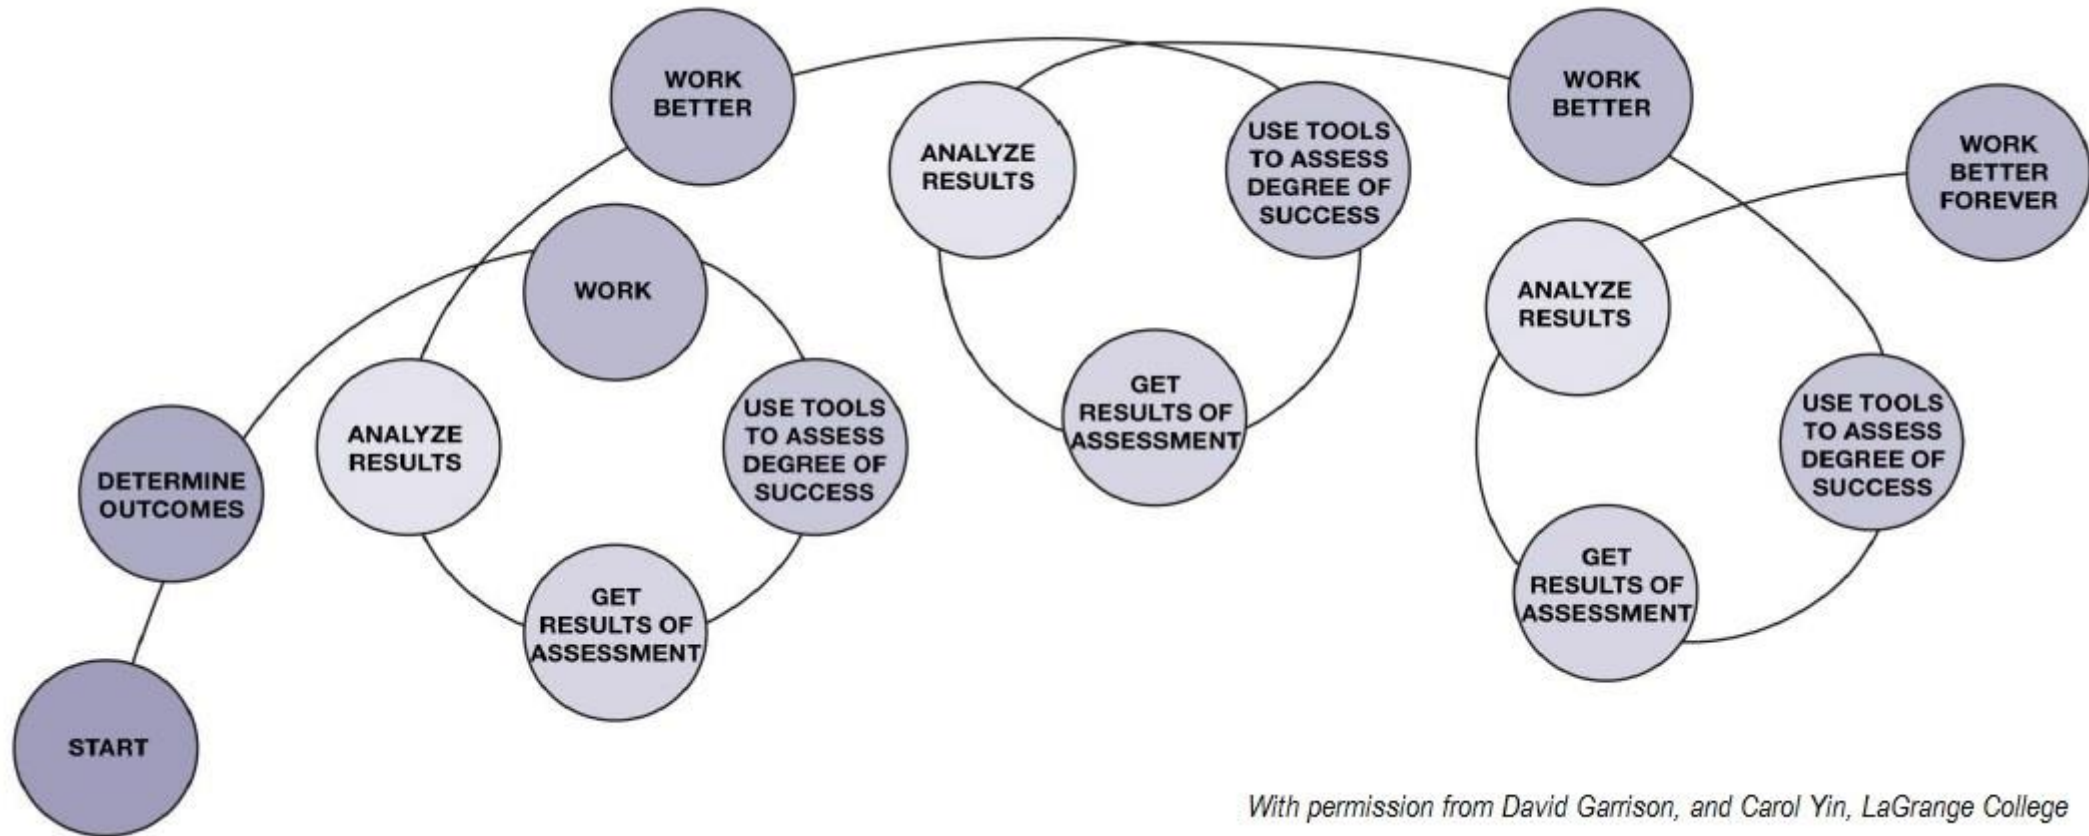 START
DETERMINE
OUTCOMES
WORK
USE TOOLS
TO ASSESS
DEGREE OF
SUCCESS
GET
RESULTS OF
ASSESSMENT
ANALYZE
RESULTS
WORK
BETTER
USE TOOLS
TO ASSESS
DEGREE OF
SUCCESS
GET
RESULTS OF
ASSESSMENT
ANALYZE
RESULTS
WORK
BETTER
USE TOOLS
TO ASSESS
DEGREE OF
SUCCESS
GET
RESULTS OF
ASSESSMENT
ANALYZE
RESULTS
WORK
BETTER
FOREVER
With permission from David Garrison, and Carol Yin, LaGrange College